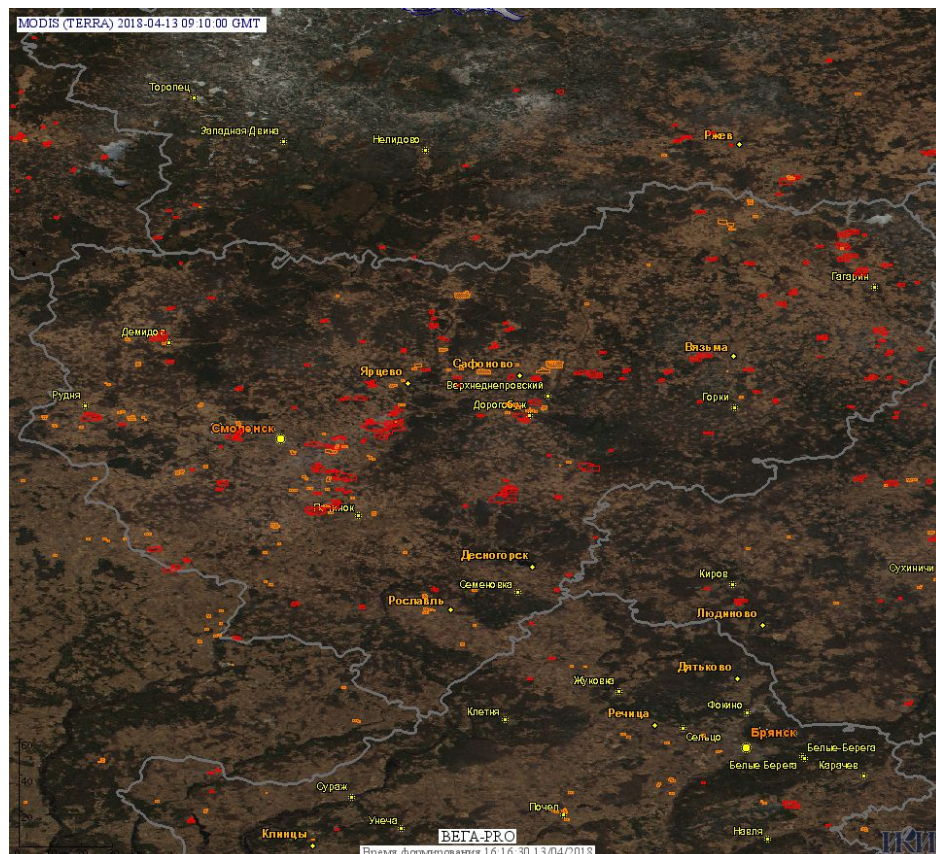 MODIS (TERRA) 2018-04-13 09:10:00 GMT
Торопец
Западная Двина
Нелидово
Ржев
Гагарин
Демидов
Вязьма
Сафоново
Ярцево
Верхнеднепровский
Рудня
Дорогобуж
Горки
Смоленск
Десногорск
Семеновка
Киров
Сухиничи
Рославль
Людиново
Дятьково
Жуковка
Клетня
Речица
Фокино
Сельцо
Брянск
Белые-Берега
Белые Берега
Карачев
Сураж
Почеп
Унеча
Клинцы
Навля
60
40
20
ВЕГА-PRO
Время формирования 16:16:30 13/04/2018
ИКИ